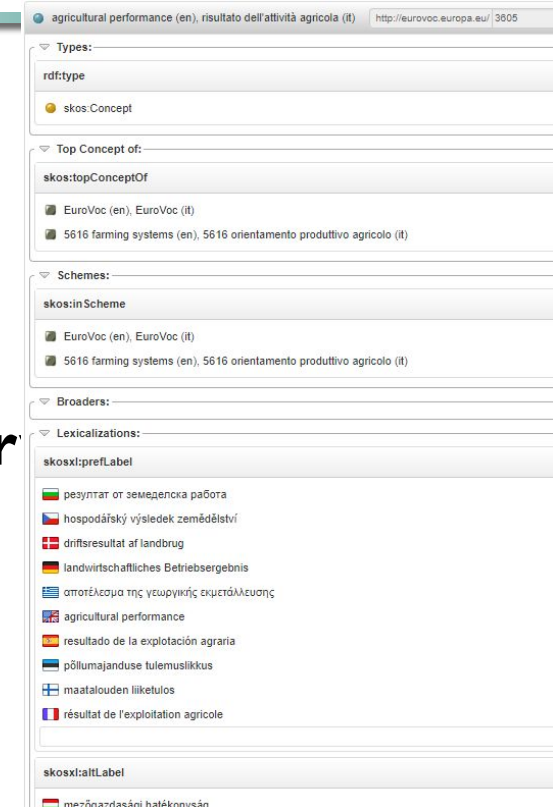 agricultural performance (en), risultato dell'attività agricola (it) http://eurovoc.europa.eu/ 3605
Types:
rdf:type
skos:Concept
Top Concept of:
skos:topConceptOf
EuroVoc (en), EuroVoc (it)
5616 farming systems (en), 5616 orientamento produttivo agricolo (it)
Schemes:
skos:inScheme
EuroVoc (en), EuroVoc (it)
5616 farming systems (en), 5616 orientamento produttivo agricolo (it)
Broaders:
Lexicalizations:
skosxl:prefLabel
резултат от земеделска работа
hospodářský výsledek zemědělství
driftsresultat af landbrug
landwirtschaftliches Betriebsergebnis
αποτέλεσμα της γεωργικής εκμετάλλευσης
agricultural performance
resultado de la explotación agraria
põllumajanduse tulemuslikkus
maatalouden liiketulos
résultat de l'exploitation agricole
skosxl:altLabel
mezőgazdasági hatékonyság